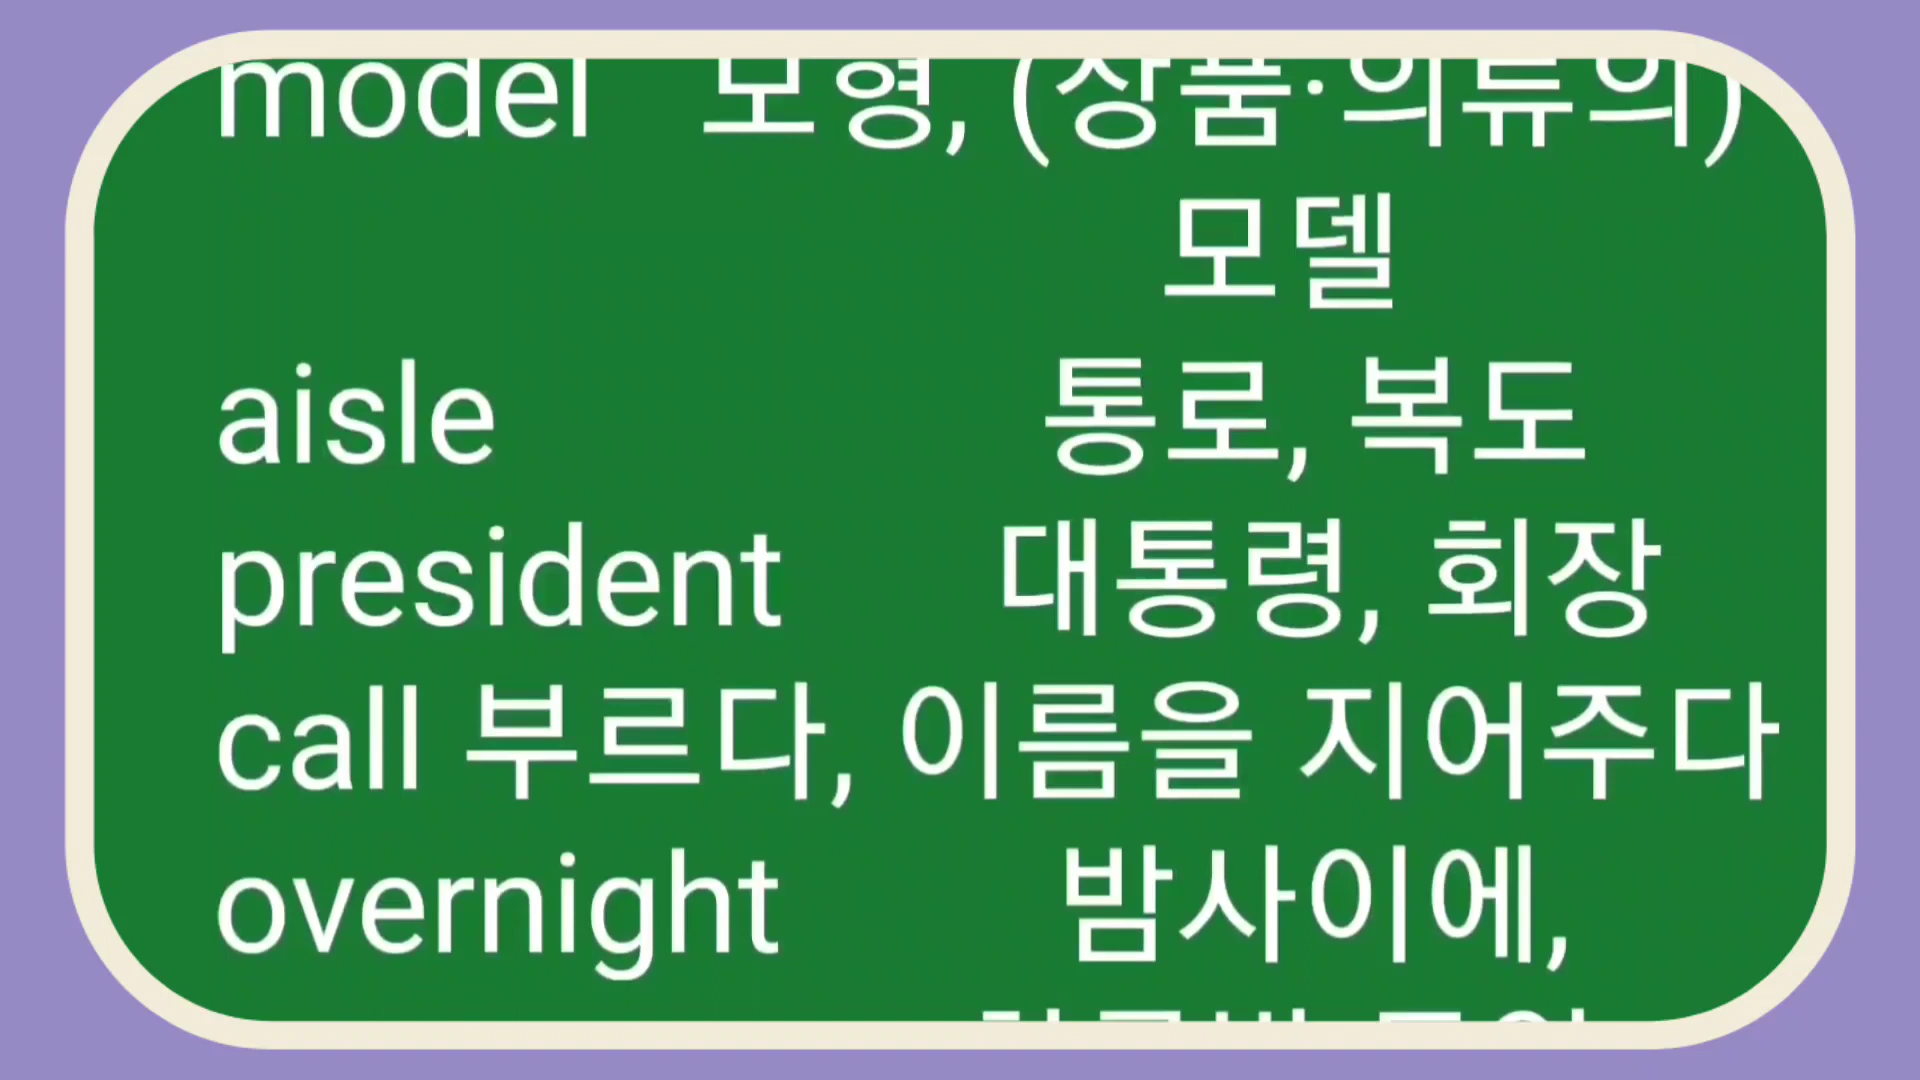 model 모형, (상품·의류의)
모델
aisle 통로, 복도
president 대통령, 회장
call 부르다, 이름을 지어주다
overnight 밤사이에,